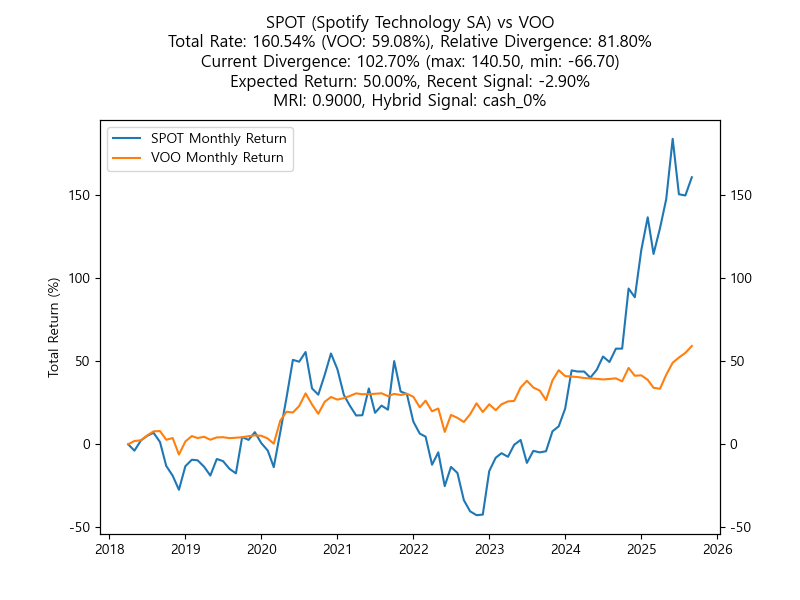 SPOT (Spotify Technology SA) vs VOO
Total Rate: 160.54% (VOO: 59.08%), Relative Divergence: 81.80%
Current Divergence: 102.70% (max: 140.50, min: -66.70)
Expected Return: 50.00%, Recent Signal: -2.90%
MRI: 0.9000, Hybrid Signal: cash_0%
SPOT Monthly Return
VOO Monthly Return
Total Return (%)
150
100
50
0
-50
150
100
50
0
-50
2018 2019 2020 2021 2022 2023 2024 2025 2026